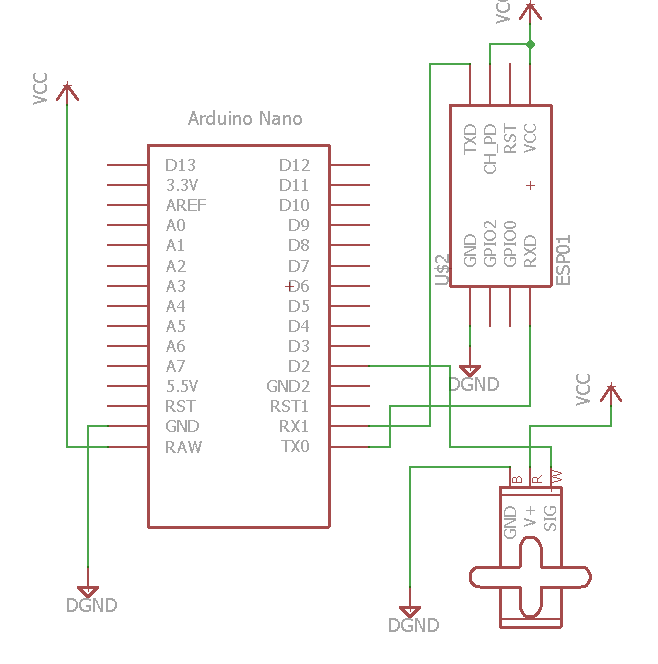 VCC
VCC
Arduino Nano
D13 D12
3.3V D11
AREF D10
A0 D9
A1 D8
A2 D7
A3 D6
A4 D5
A5 D4
A6 D3
A7 D2
5.5V GND2
RST RST1
GND RX1
RAW TX0
DGND
TXD
CH_PD
RST
VCC
GND
GPIO2
GPIO0
RXD
U$2
ESP01
DGND
VCC
B
R
W
GND
V+
SIG
DGND